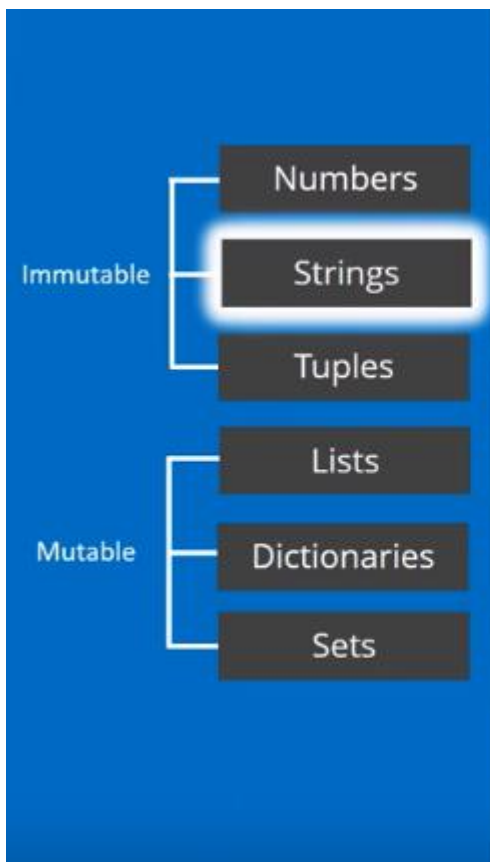 Immutable
Numbers
Strings
Tuples
Mutable
Lists
Dictionaries
Sets